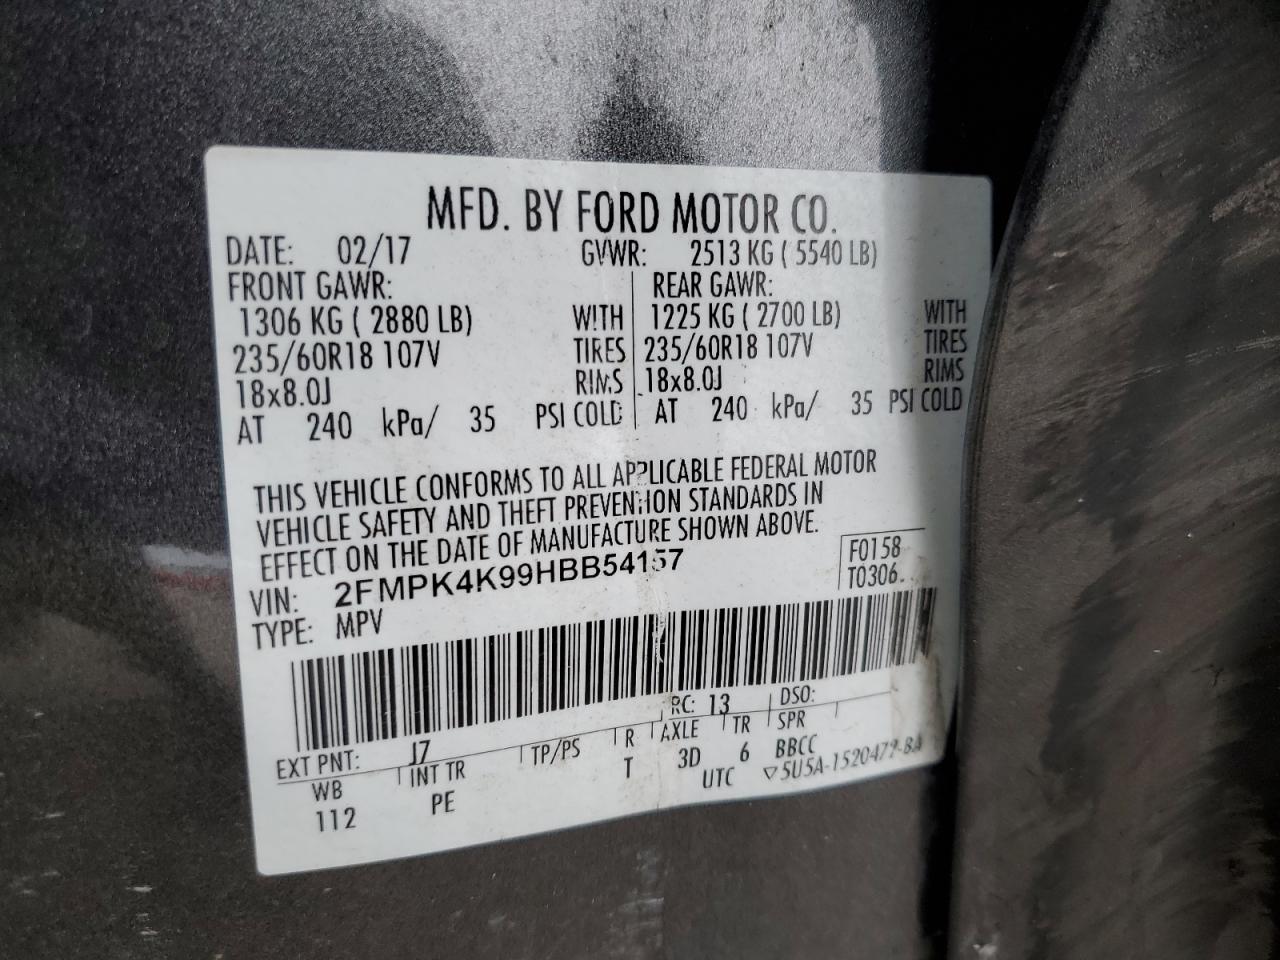 MFD. BY FORD MOTOR CO.
DATE: 02/17 GVWR: 2513 KG ( 5540 LB)
FRONT GAWR: REAR GAWR:
1306 KG ( 2880 LB) WITH 1225 KG ( 2700 LB) WITH
235/60R18 107V TIRES 235/60R18 107V TIRES
18x8.0J RIMS 18x8.0J RIMS
AT 240 kPa/ 35 PSI COLD AT 240 kPa/ 35 PSI COLD
THIS VEHICLE CONFORMS TO ALL APPLICABLE FEDERAL MOTOR
VEHICLE SAFETY AND THEFT PREVENTION STANDARDS IN
EFFECT ON THE DATE OF MANUFACTURE SHOWN ABOVE.
VIN: 2FMPK4K99HBB54157 F0158
TYPE: MPV T0306
RC: 13 DSO:
EXT PNT: J7
WB INT TR TP/PS R AXLE TR SPR
112 PE T 3D 6 BBCC
UTC ▽5U5A-1520472-BA